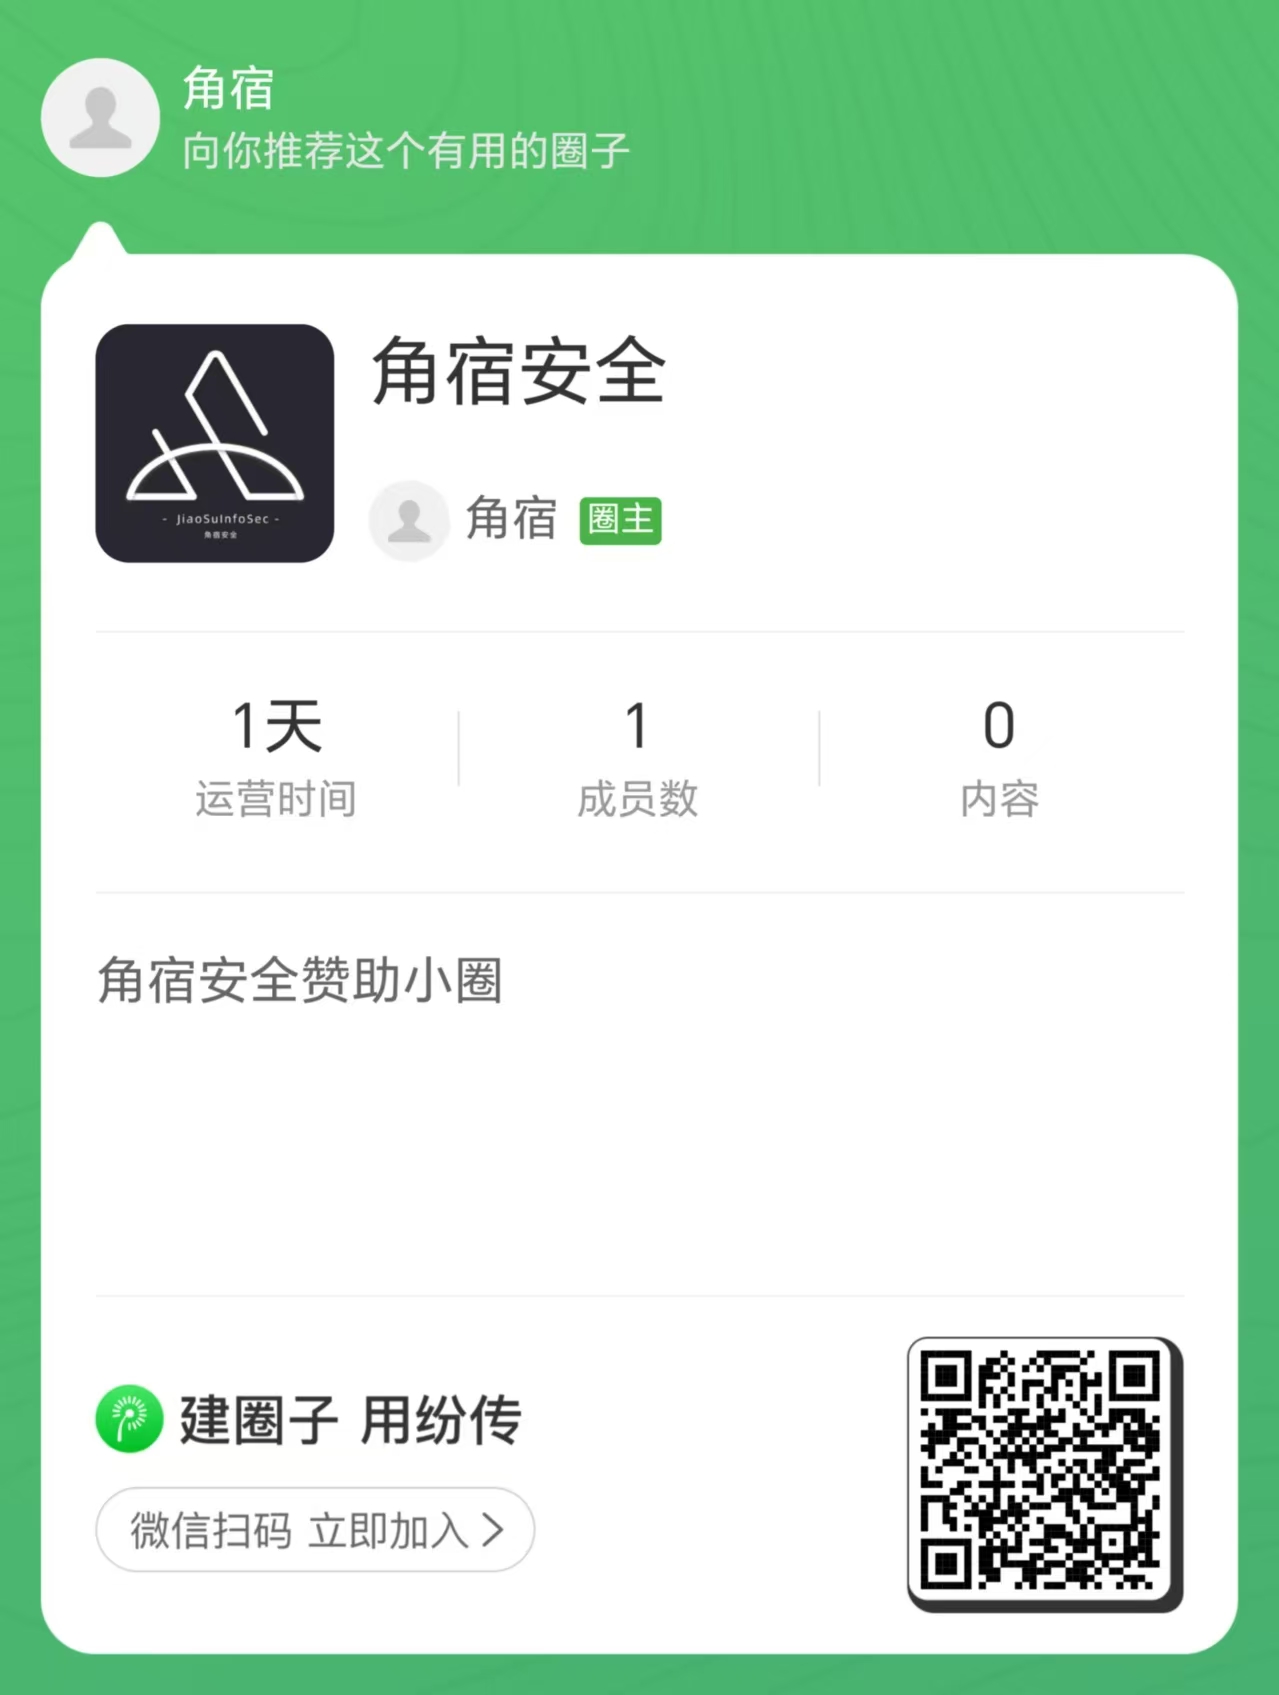 角宿
向你推荐这个有用的圈子
角宿安全
- JiaoSuInfoSec -
角宿安全
角宿 圈主
1天 1 0
运营时间 成员数 内容
角宿安全赞助小圈
建圈子 用纷传
微信扫码 立即加入